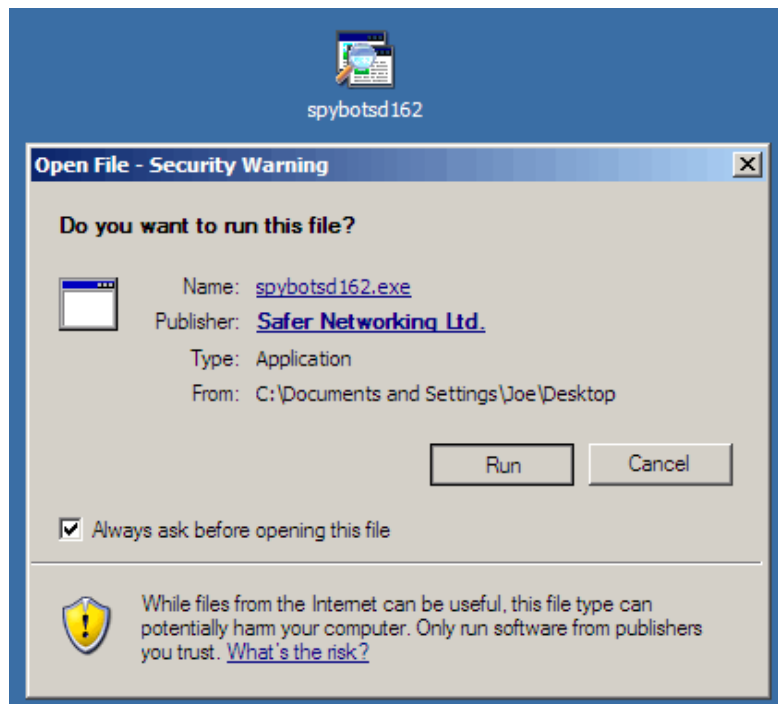 spybotsd162
Open File - Security Warning
Do you want to run this file?
Name: spybotsd162.exe
Publisher: Safer Networking Ltd.
Type: Application
From: C:\Documents and Settings\Joe\Desktop
Run Cancel
Always ask before opening this file
While files from the Internet can be useful, this file type can
potentially harm your computer. Only run software from publishers
you trust. What's the risk?